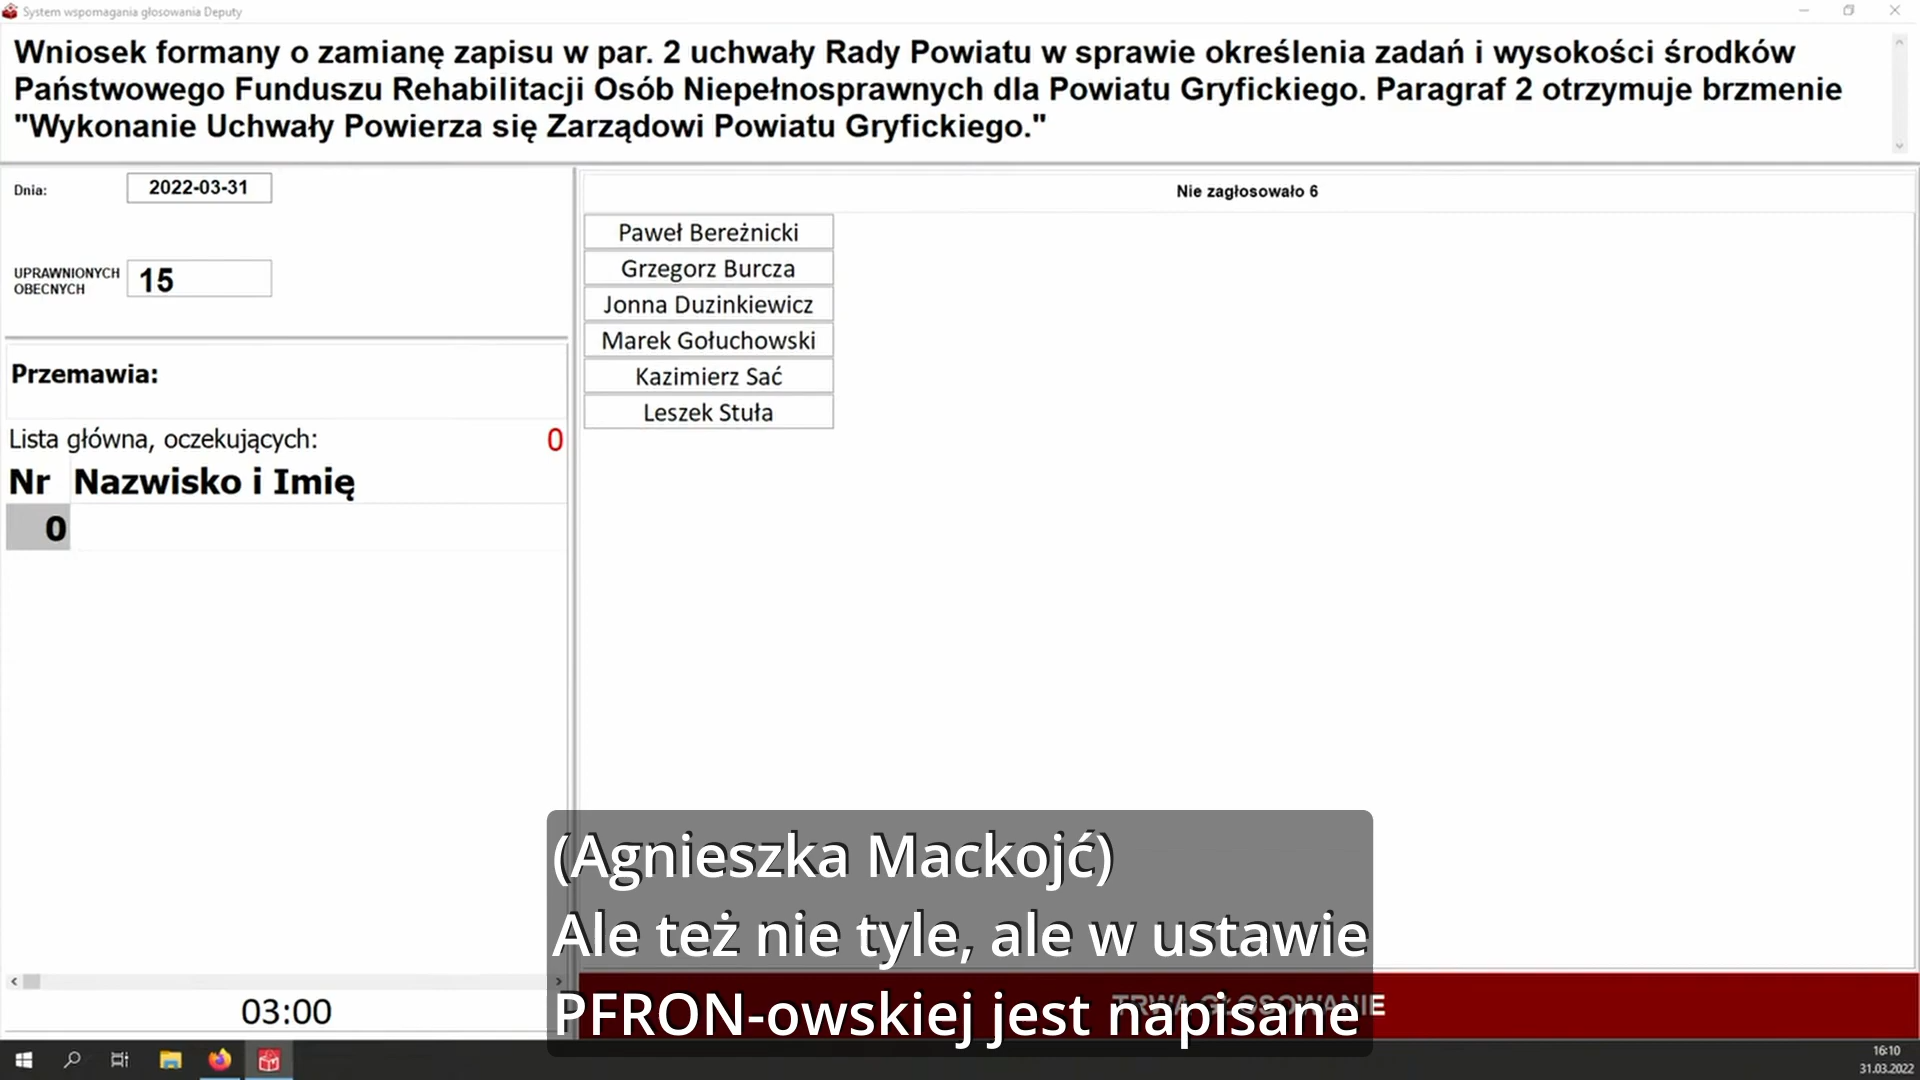 System wspomagania głosowania Deputy
Wniosek formany o zamianę zapisu w par. 2 uchwały Rady Powiatu w sprawie określenia zadań i wysokości środków
Państwowego Funduszu Rehabilitacji Osób Niepełnosprawnych dla Powiatu Gryfickiego. Paragraf 2 otrzymuje brzmienie
"Wykonanie Uchwały Powierza się Zarządowi Powiatu Gryfickiego."
Dnia: 2022-03-31
UPRAWNIONYCH
OBECNYCH 15
Przemawia:
Lista główna, oczekujących: 0
Nr Nazwisko i Imię
0
03:00
Nie zagłosowało 6
Paweł Bereżnicki
Grzegorz Burcza
Jonna Duzinkiewicz
Marek Gołuchowski
Kazimierz Sać
Leszek Stuła
TRWA GŁOSOWANIE
(Agnieszka Mackojć)
Ale też nie tyle, ale w ustawie
PFRON-owskiej jest napisane
16:10
31.03.2022